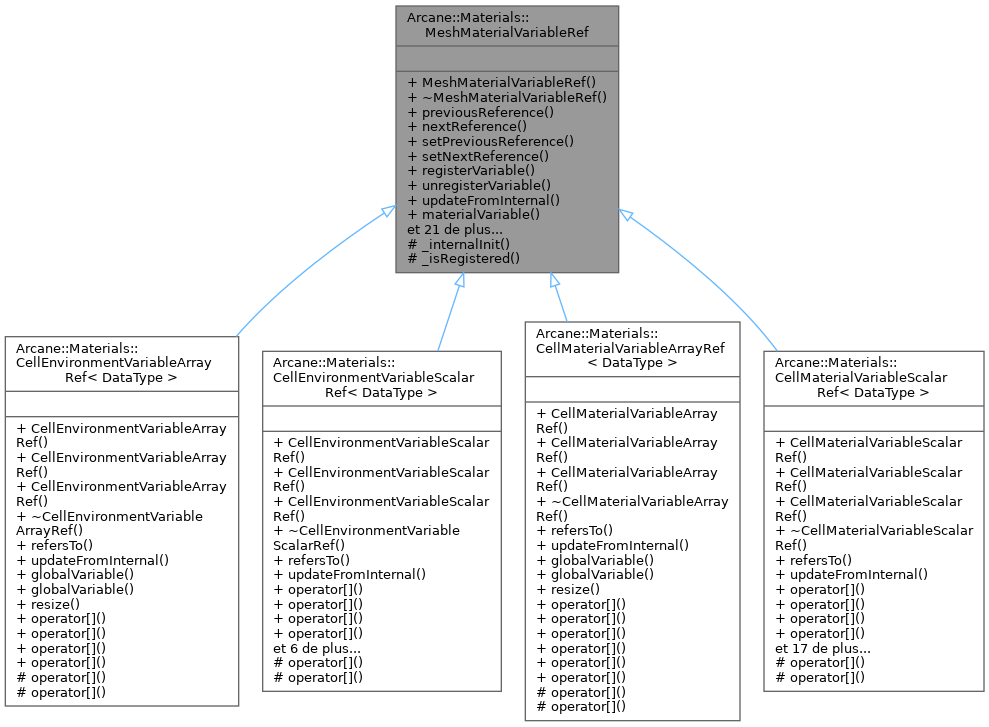 Arcane::Materials::
MeshMaterialVariableRef
+ MeshMaterialVariableRef()
+ ~MeshMaterialVariableRef()
+ previousReference()
+ nextReference()
+ setPreviousReference()
+ setNextReference()
+ registerVariable()
+ unregisterVariable()
+ updateFromInternal()
+ materialVariable()
et 21 de plus...
# _internalInit()
# _isRegistered()
Arcane::Materials::
CellEnvironmentVariableArray
Ref< DataType >
+ CellEnvironmentVariableArray
Ref()
+ CellEnvironmentVariableArray
Ref()
+ CellEnvironmentVariableArray
Ref()
+ ~CellEnvironmentVariable
ArrayRef()
+ refersTo()
+ updateFromInternal()
+ globalVariable()
+ globalVariable()
+ resize()
+ operator[]()
+ operator[]()
+ operator[]()
+ operator[]()
# operator[]()
# operator[]()
Arcane::Materials::
CellEnvironmentVariableScalar
Ref< DataType >
+ CellEnvironmentVariableScalar
Ref()
+ CellEnvironmentVariableScalar
Ref()
+ CellEnvironmentVariableScalar
Ref()
+ ~CellEnvironmentVariable
ScalarRef()
+ refersTo()
+ updateFromInternal()
+ operator[]()
+ operator[]()
+ operator[]()
+ operator[]()
et 6 de plus...
# operator[]()
# operator[]()
Arcane::Materials::
CellMaterialVariableArrayRef
< DataType >
+ CellMaterialVariableArray
Ref()
+ CellMaterialVariableArray
Ref()
+ CellMaterialVariableArray
Ref()
+ ~CellMaterialVariableArray
Ref()
+ refersTo()
+ updateFromInternal()
+ globalVariable()
+ globalVariable()
+ resize()
+ operator[]()
+ operator[]()
+ operator[]()
+ operator[]()
+ operator[]()
+ operator[]()
# operator[]()
# operator[]()
Arcane::Materials::
CellMaterialVariableScalar
Ref< DataType >
+ CellMaterialVariableScalar
Ref()
+ CellMaterialVariableScalar
Ref()
+ CellMaterialVariableScalar
Ref()
+ ~CellMaterialVariableScalar
Ref()
+ refersTo()
+ updateFromInternal()
+ operator[]()
+ operator[]()
+ operator[]()
+ operator[]()
et 17 de plus...
# operator[]()
# operator[]()